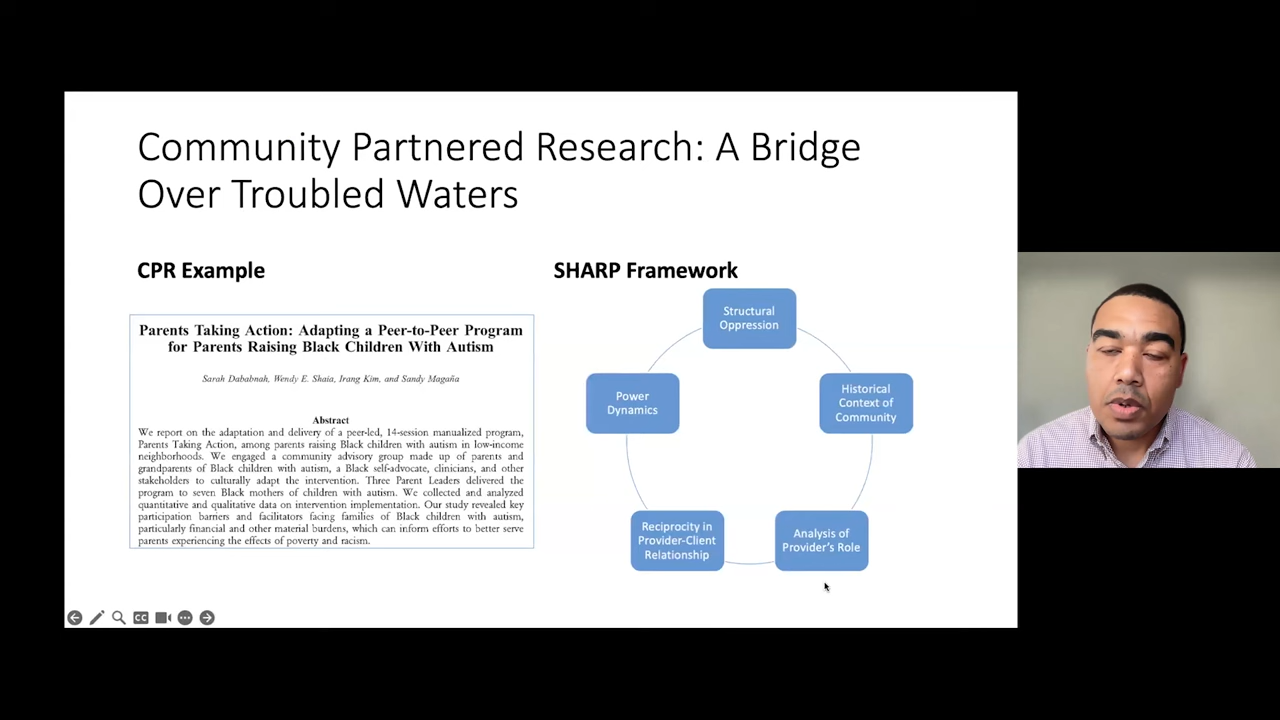 Community Partnered Research: A Bridge
Over Troubled Waters
CPR Example
Parents Taking Action: Adapting a Peer-to-Peer Program
for Parents Raising Black Children With Autism
Sarah Dababnah, Wendy E. Shaia, Irang Kim, and Sandy Magaña
Abstract
We report on the adaptation and delivery of a peer-led, 14-session manualized program,
Parents Taking Action, among parents raising Black children with autism in low-income
neighborhoods. We engaged a community advisory group made up of parents and
grandparents of Black children with autism, a Black self-advocate, clinicians, and other
stakeholders to culturally adapt the intervention. Three Parent Leaders delivered the
program to seven Black mothers of children with autism. We collected and analyzed
quantitative and qualitative data on intervention implementation. Our study revealed key
participation barriers and facilitators facing families of Black children with autism,
particularly financial and other material burdens, which can inform efforts to better serve
parents experiencing the effects of poverty and racism.
SHARP Framework
Structural
Oppression
Historical
Context of
Community
Analysis of
Provider's Role
Reciprocity in
Provider-Client
Relationship
Power
Dynamics
CC